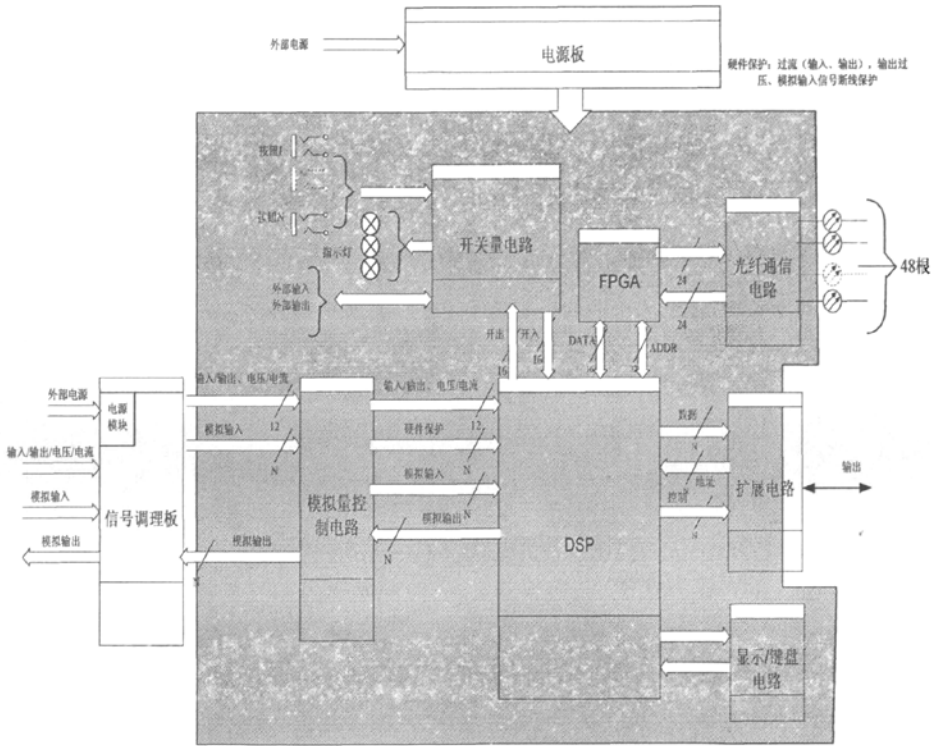 外部电源
电源板
硬件保护：过流（输入、输出），输出过
压、模拟输入信号断线保护
按钮1
按钮N
指示灯
外部输入
外部输出
开关量电路
FPGA
24
24
光纤通信
电路
48根
开出
开入
16
16
DATA
ADDR
外部电源
电源
模块
输入/输出/电压/电流
模拟输入
模拟输出
信号调理板
输入/输出、电压/电流
12
模拟输入
N
模拟输出
N
模拟量控
制电路
输入/输出、电压/电流
12
硬件保护
N
模拟输入
N
模拟输出
N
DSP
数据
N
地址
控制
N
扩展电路
输出
显示/键盘
电路